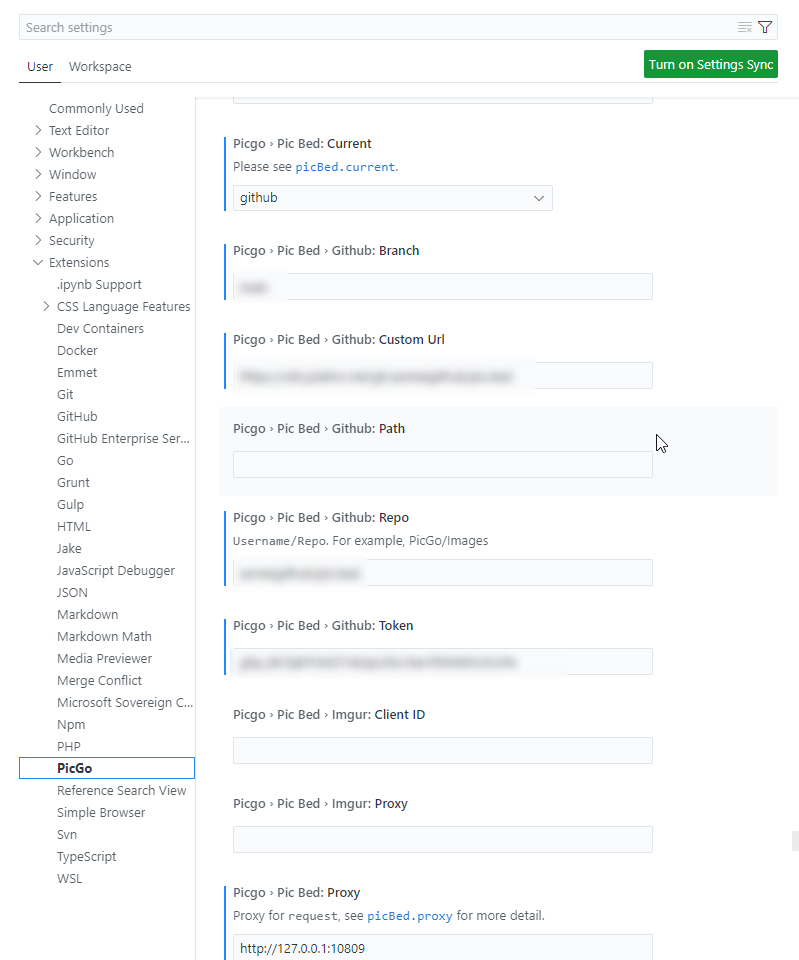 Search settings
User
Workspace
Turn on Settings Sync
Commonly Used
Text Editor
Workbench
Window
Features
Application
Security
Extensions
.ipynb Support
CSS Language Features
Dev Containers
Docker
Emmet
Git
GitHub
GitHub Enterprise Ser...
Go
Grunt
Gulp
HTML
Jake
JavaScript Debugger
JSON
Markdown
Markdown Math
Media Previewer
Merge Conflict
Microsoft Sovereign C...
Npm
PHP
PicGo
Reference Search View
Simple Browser
Svn
TypeScript
WSL
Picgo › Pic Bed: Current
Please see picBed.current.
github
Picgo › Pic Bed › Github: Branch
Picgo › Pic Bed › Github: Custom Url
Picgo › Pic Bed › Github: Path
Picgo › Pic Bed › Github: Repo
Username/Repo. For example, PicGo/Images
Picgo › Pic Bed › Github: Token
Picgo › Pic Bed › Imgur: Client ID
Picgo › Pic Bed › Imgur: Proxy
Picgo › Pic Bed: Proxy
Proxy for request, see picBed.proxy for more detail.
http://127.0.0.1:10809